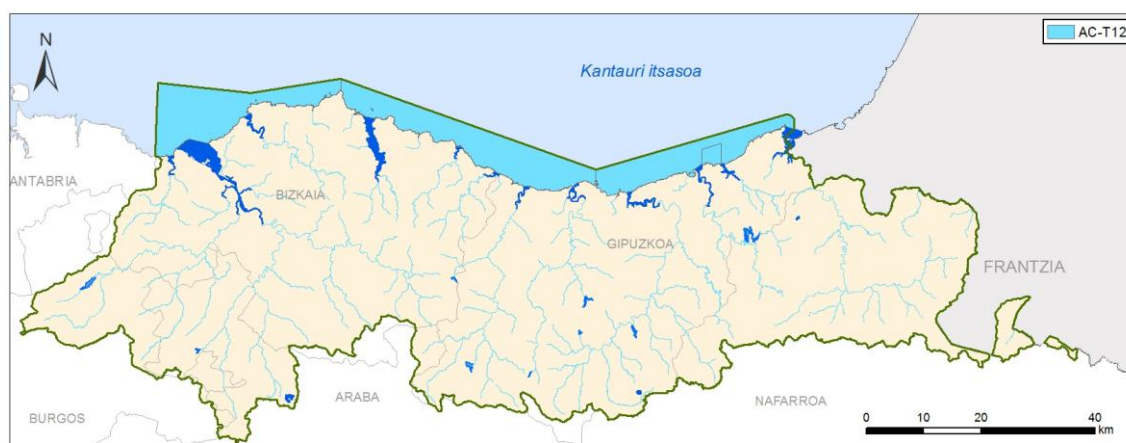 N
AC-T12
Kantauri itsasoa
ANTABRIA
BIZKAIA
GIPUZKOA
FRANTZIA
ARABA
NAFARROA
BURGOS
0 10 20 40
km